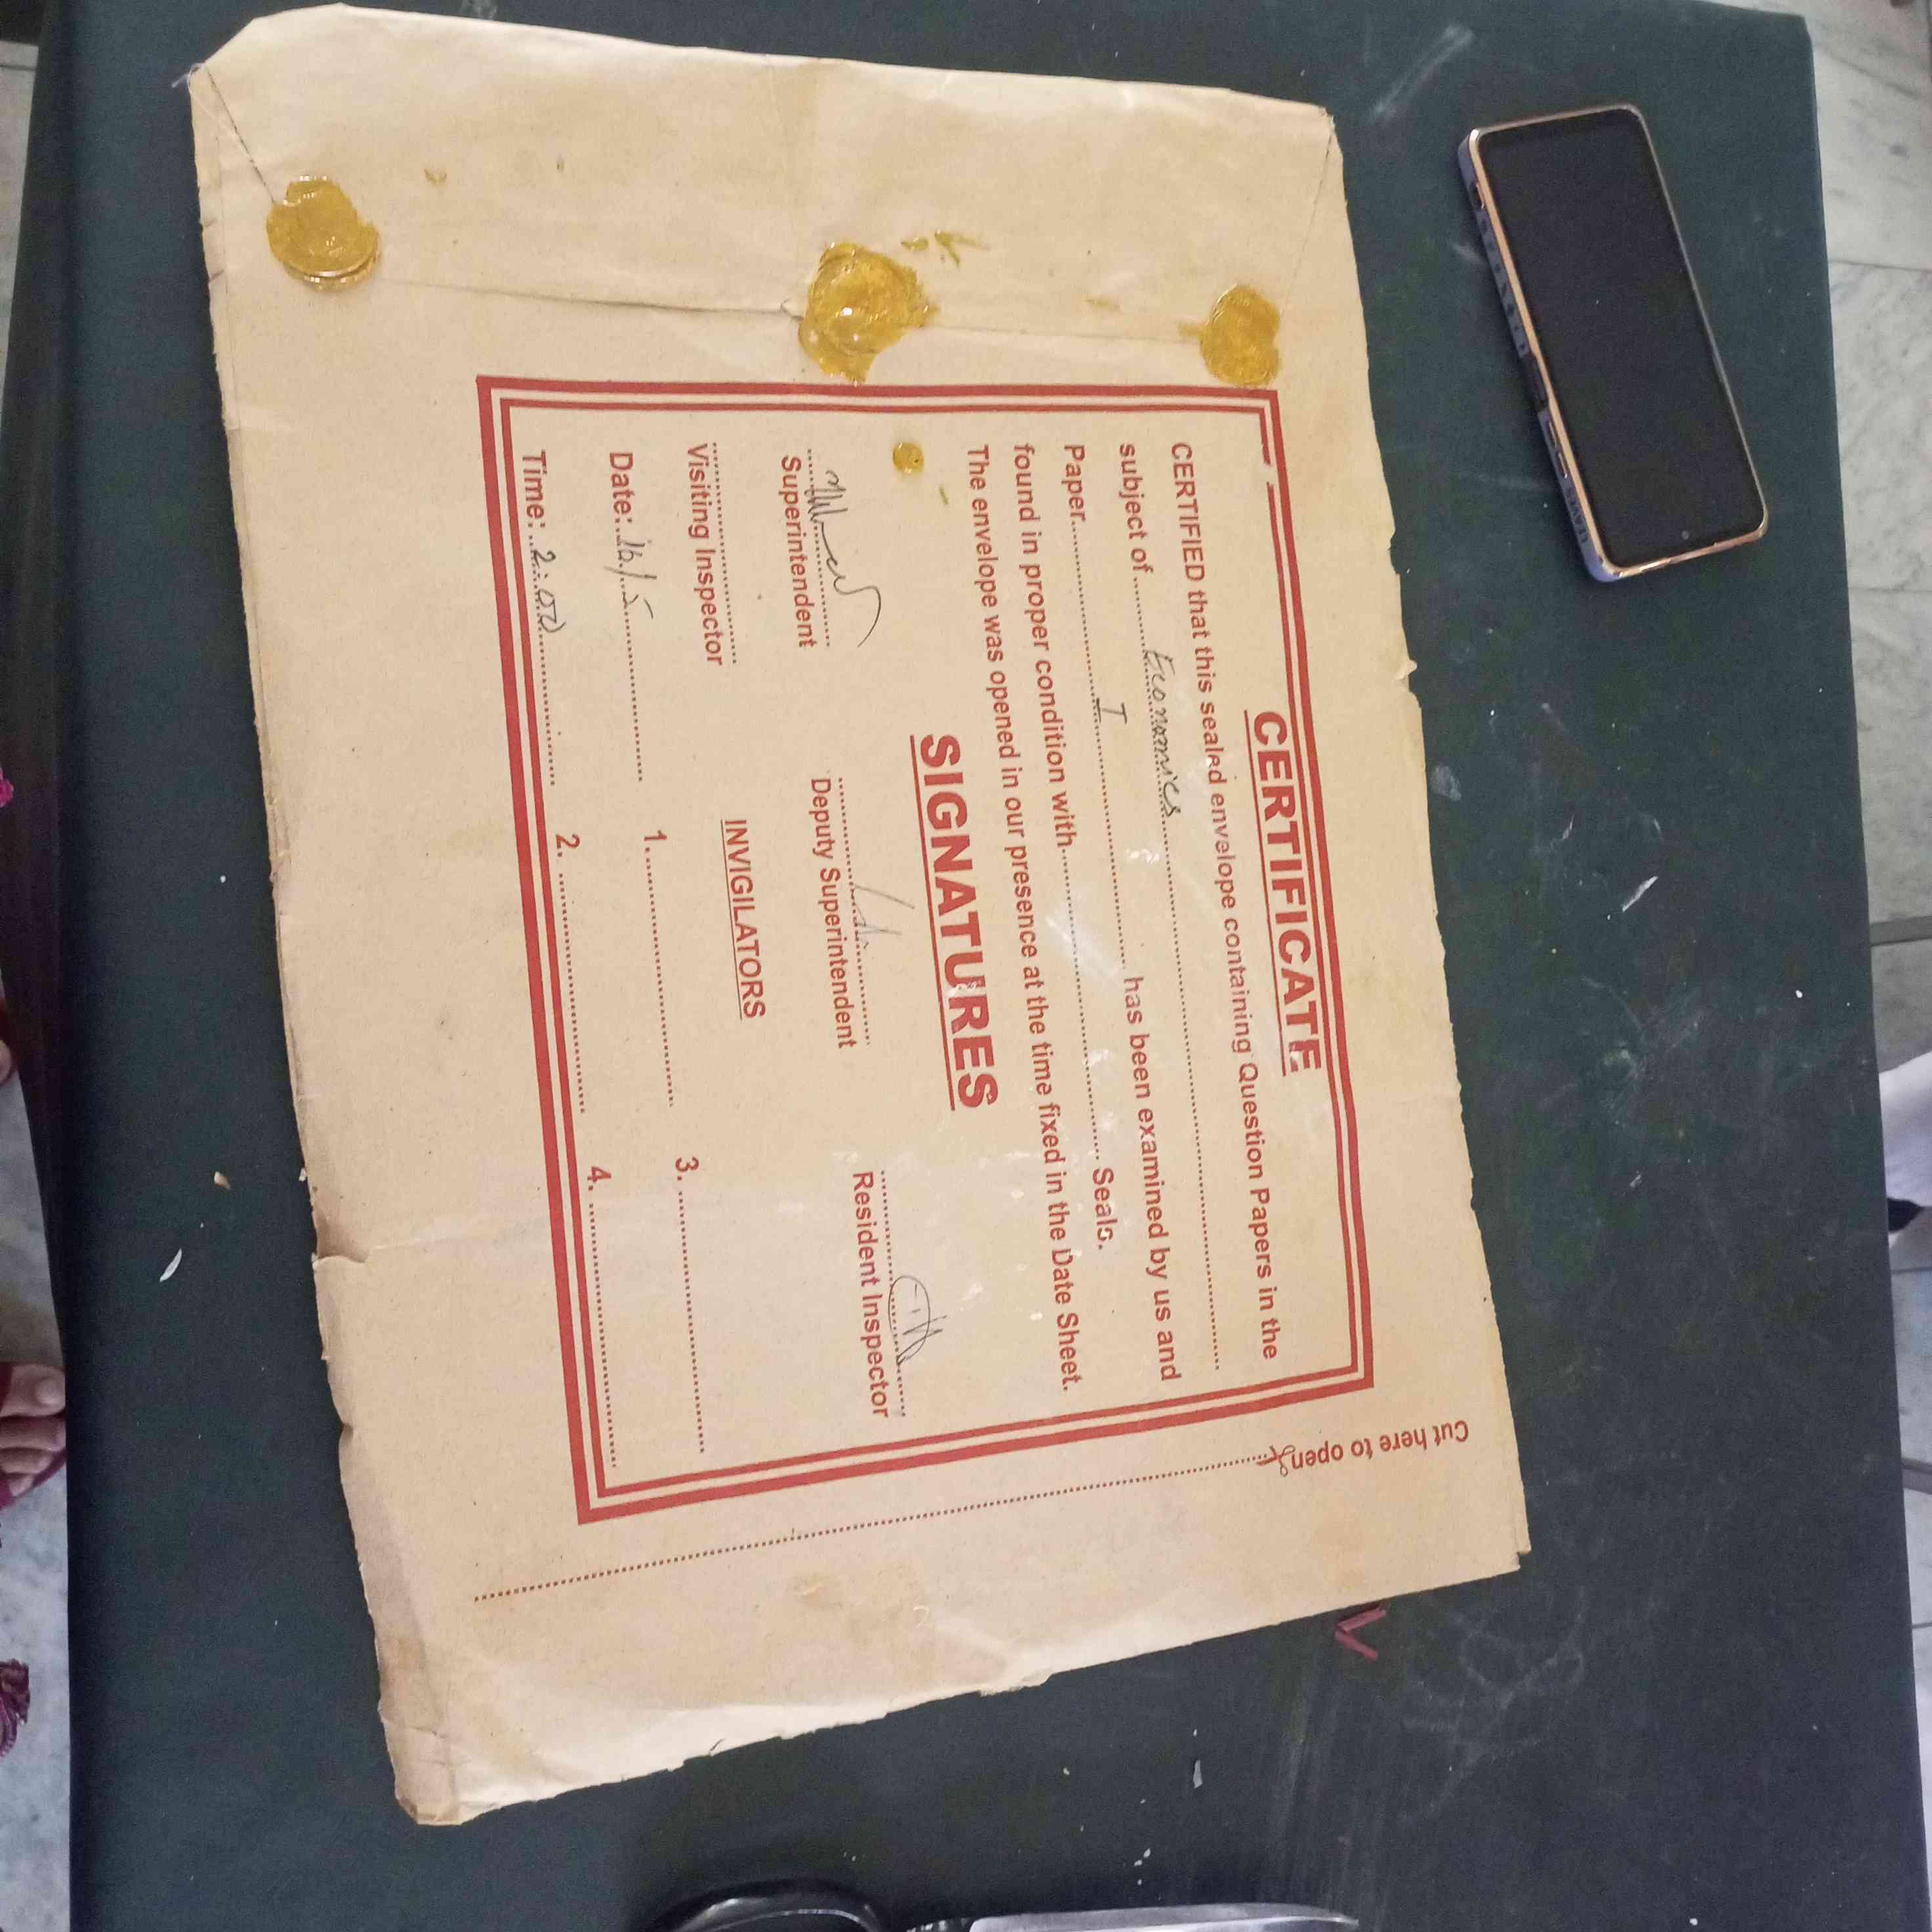 CERTIFICATE
CERTIFIED that this sealed envelope containing Question Papers in the
subject of Economics
Paper I has been examined by us and
found in proper condition with Seals.
The envelope was opened in our presence at the time fixed in the Date Sheet.
SIGNATURES
Superintendent
Deputy Superintendent
Resident Inspector
Visiting Inspector
INVIGILATORS
Date: 16/5
1.
3.
Time: 2:00
2.
4.
Cut here to open